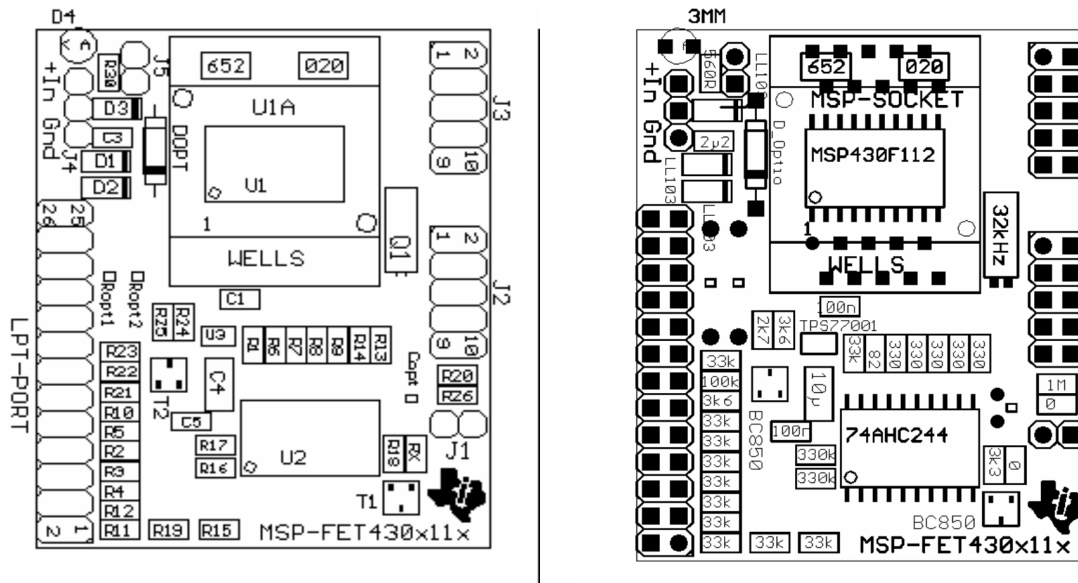 D4
K A
R30
J5
+In Gnd
J4
D3
C3
D1
D2
DOPT
652
020
U1A
U1
1
WELLS
1 2
J3
9 10
Q1
1 2
J2
9 10
26 25
Ropt1
Ropt2
LPT-PORT
C1
R25
R24
U3
R1
R6
R7
R8
R9
R14
R13
Copt
R23
R22
R21
R10
R5
R2
R3
R4
R12
R11
T2
C4
C5
R17
R16
U2
R20
R26
J1
R18
RX
T1
2 1
R19
R15
MSP-FET430x11x
3MM
A
560R
+In Gnd
2µ2
LL103
LL103
D_Optio
652
020
MSP-SOCKET
MSP430F112
1
WELLS
32kHz
100n
2k7
3k6
TPS77001
33k
82
330
330
330
330
330
33k
100k
3k6
33k
33k
33k
33k
33k
33k
33k
BC850
10µ
100n
330k
330k
74AHC244
1M
0
3k3
0
BC850
33k
33k
MSP-FET430x11x